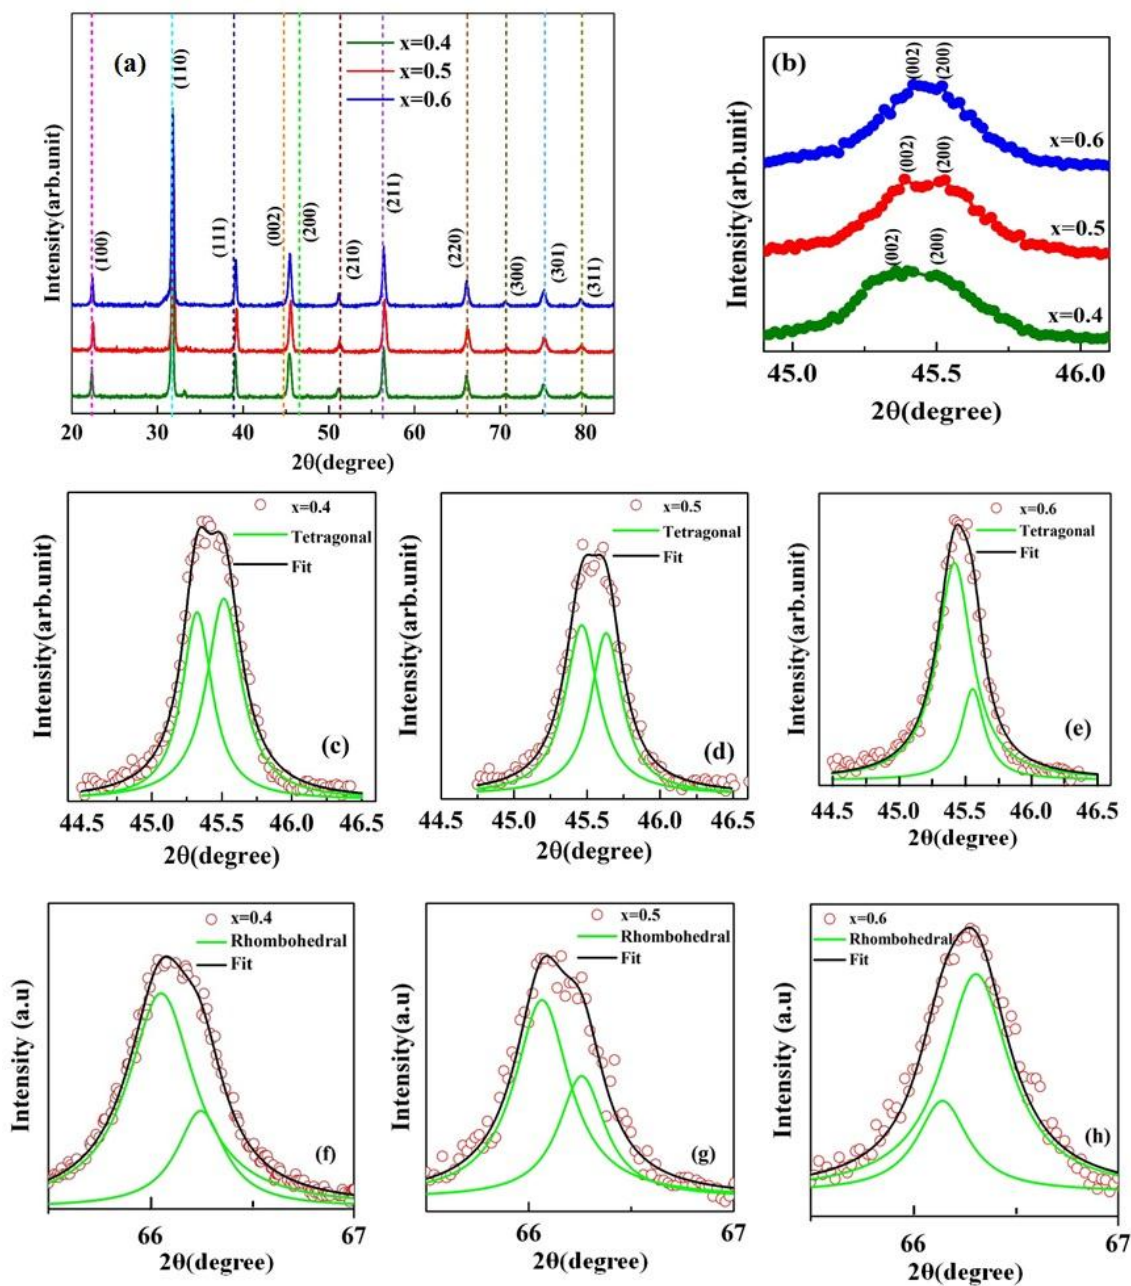 (a)
x=0.4
x=0.5
x=0.6
(100)
(110)
(111)
(002)
(200)
(210)
(211)
(220)
(300)
(301)
(311)
Intensity(arb.unit)
20 30 40 50 60 70 80
2θ(degree)
(b)
(002)
(200)
x=0.6
(002)
(200)
x=0.5
(002)
(200)
x=0.4
Intensity(arb.unit)
45.0 45.5 46.0
2θ(degree)
x=0.4
Tetragonal
Fit
(c)
Intensity(arb.unit)
44.5 45.0 45.5 46.0 46.5
2θ(degree)
x=0.5
Tetragonal
Fit
(d)
Intensity(arb.unit)
44.5 45.0 45.5 46.0 46.5
2θ(degree)
x=0.6
Tetragonal
Fit
(e)
Intensity(arb.unit)
44.5 45.0 45.5 46.0 46.5
2θ(degree)
x=0.4
Rhombohedral
Fit
(f)
Intensity (a.u)
66 67
2θ(degree)
x=0.5
Rhombohedral
Fit
(g)
Intensity(a.u)
66 67
2θ(degree)
x=0.6
Rhombohedral
Fit
(h)
Intensity (a.u)
66 67
2θ(degree)